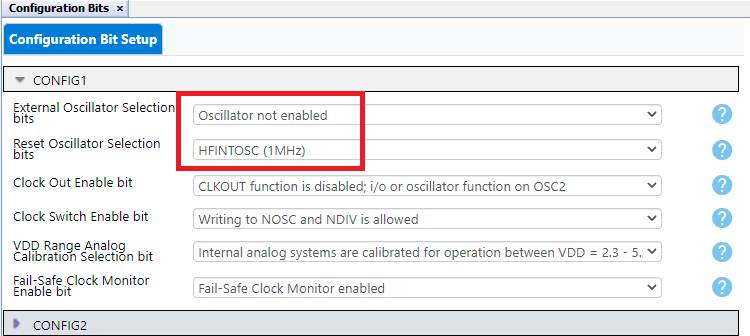 Configuration Bits ×
Configuration Bit Setup
CONFIG1
External Oscillator Selection bits
Oscillator not enabled
?
Reset Oscillator Selection bits
HFINTOSC (1MHz)
?
Clock Out Enable bit
CLKOUT function is disabled; i/o or oscillator function on OSC2
?
Clock Switch Enable bit
Writing to NOSC and NDIV is allowed
?
VDD Range Analog Calibration Selection bit
Internal analog systems are calibrated for operation between VDD = 2.3 - 5..
?
Fail-Safe Clock Monitor Enable bit
Fail-Safe Clock Monitor enabled
?
CONFIG2